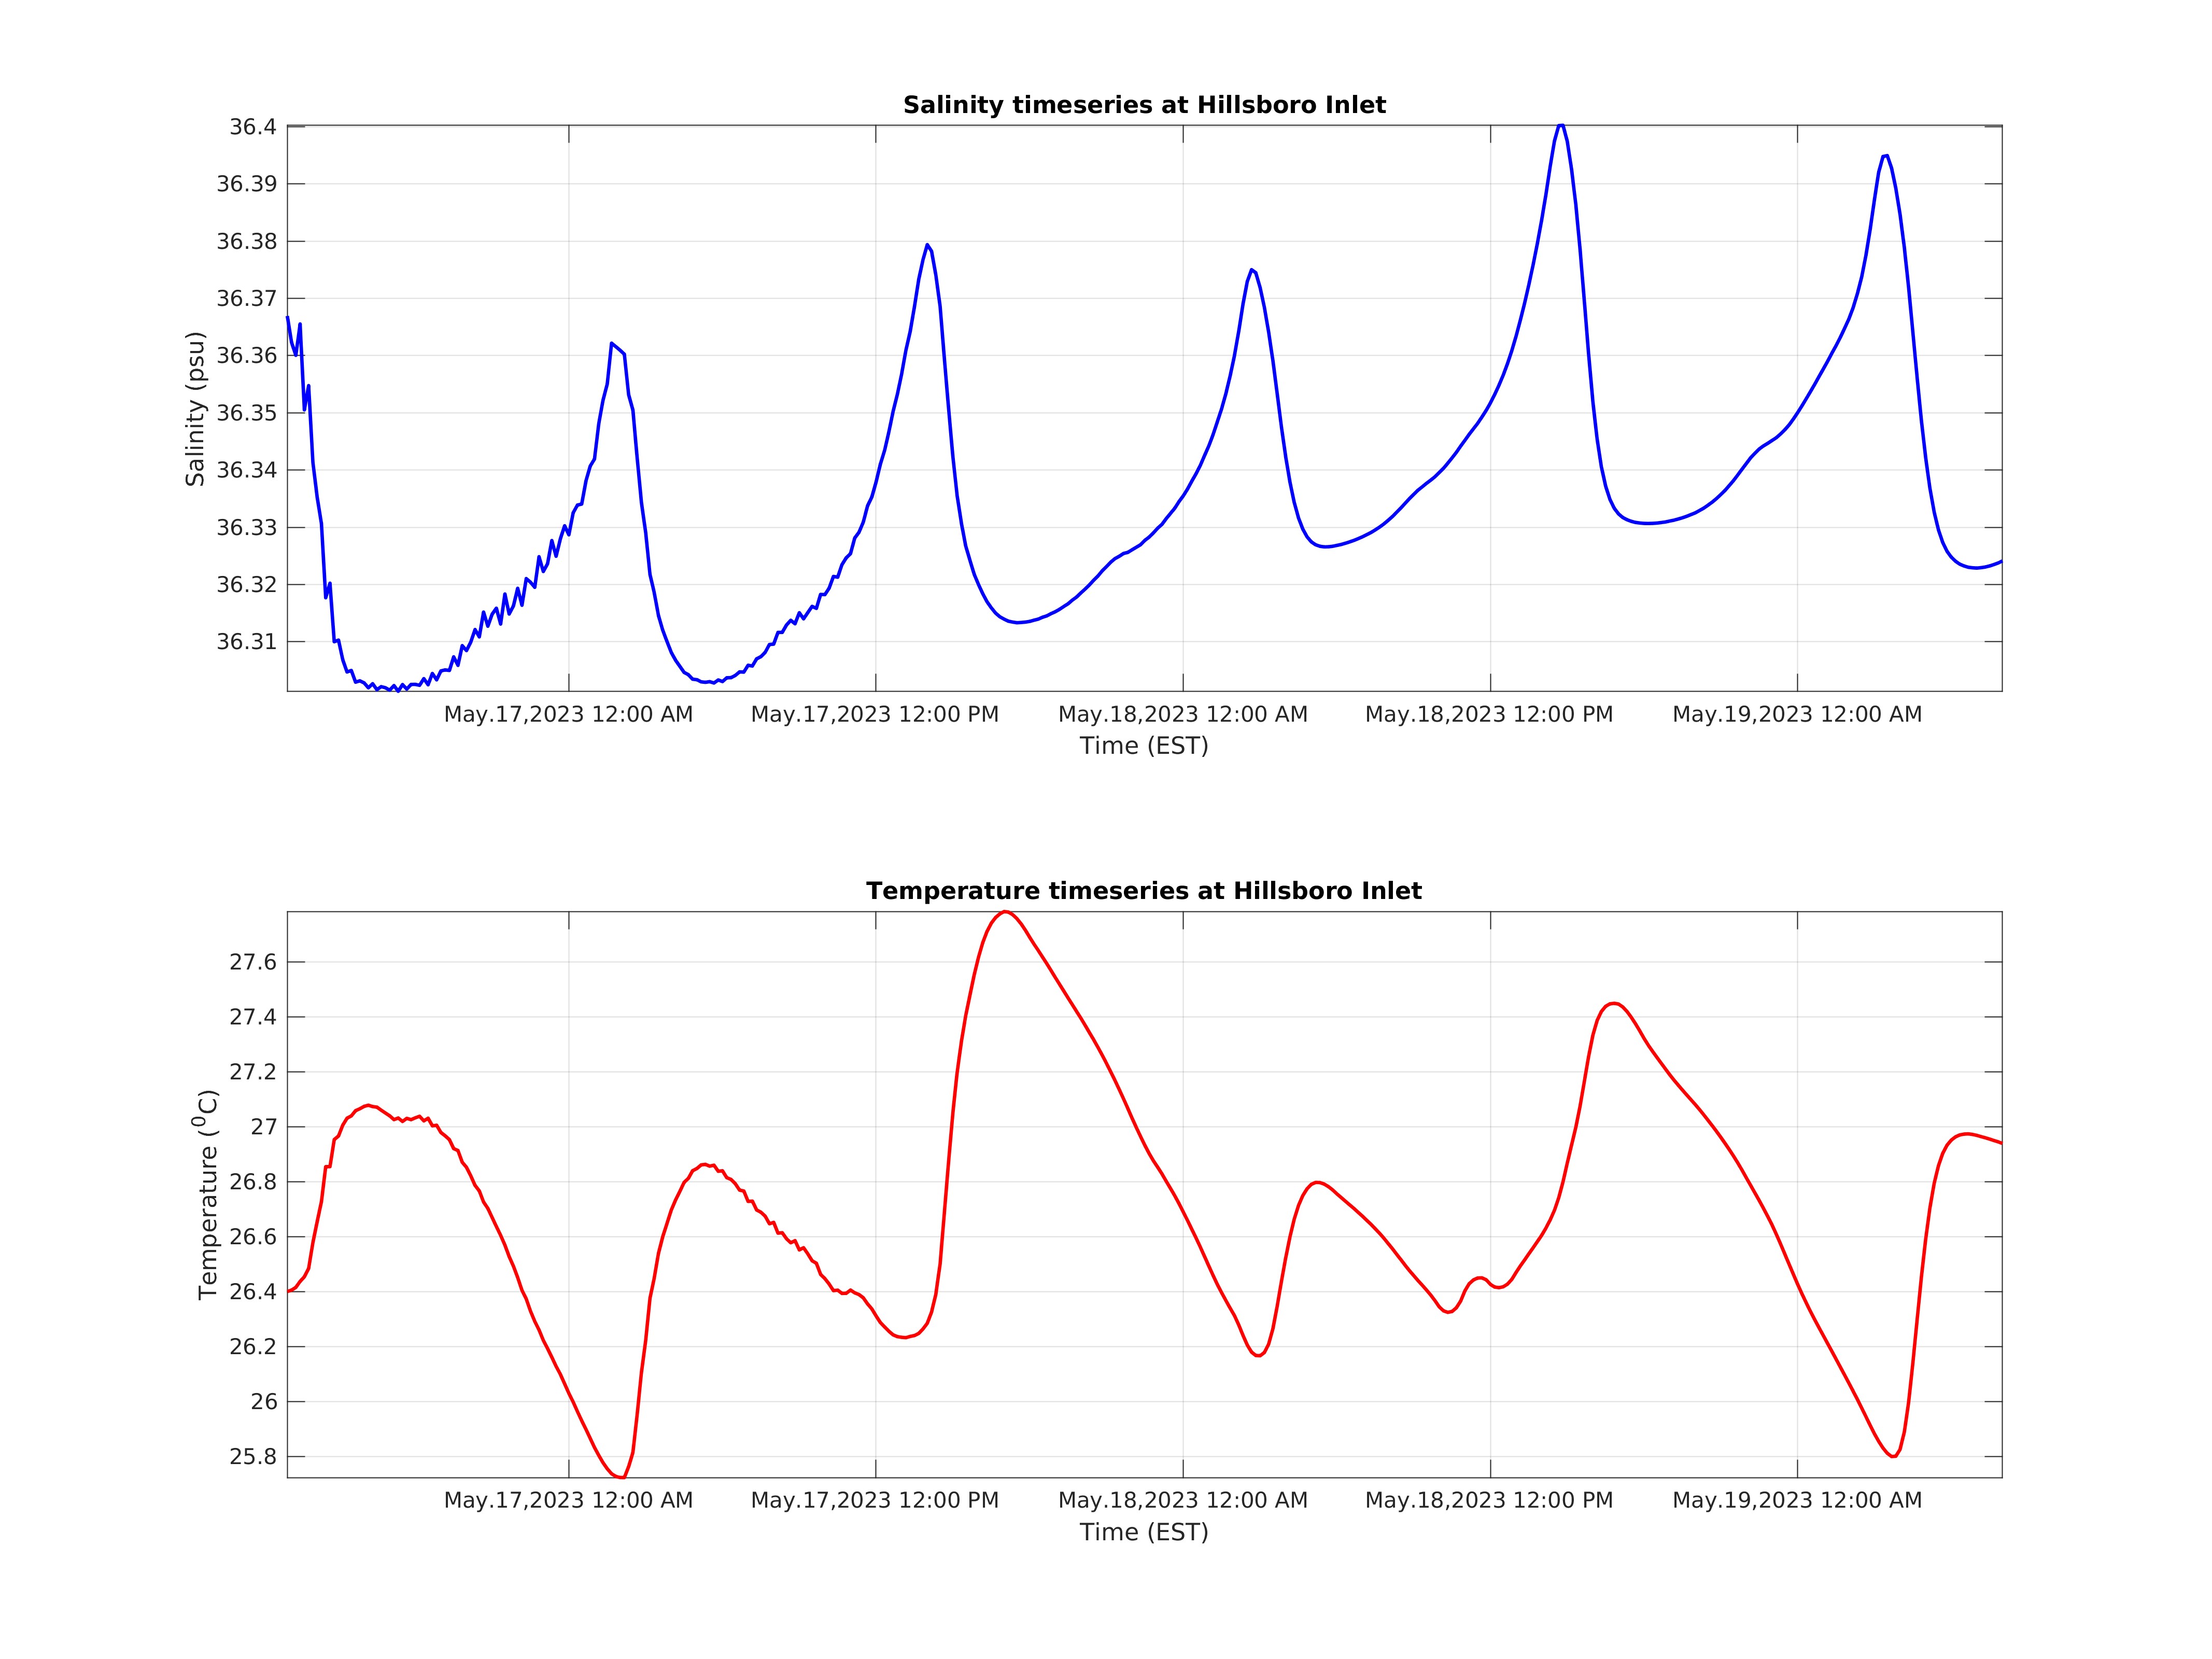 Salinity timeseries at Hillsboro Inlet
36.4
36.39
36.38
36.37
36.36
36.35
36.34
36.33
36.32
36.31
Salinity (psu)
May.17,2023 12:00 AM May.17,2023 12:00 PM May.18,2023 12:00 AM May.18,2023 12:00 PM May.19,2023 12:00 AM
Time (EST)
Temperature timeseries at Hillsboro Inlet
27.6
27.4
27.2
27
26.8
26.6
26.4
26.2
26
25.8
Temperature (⁰C)
May.17,2023 12:00 AM May.17,2023 12:00 PM May.18,2023 12:00 AM May.18,2023 12:00 PM May.19,2023 12:00 AM
Time (EST)